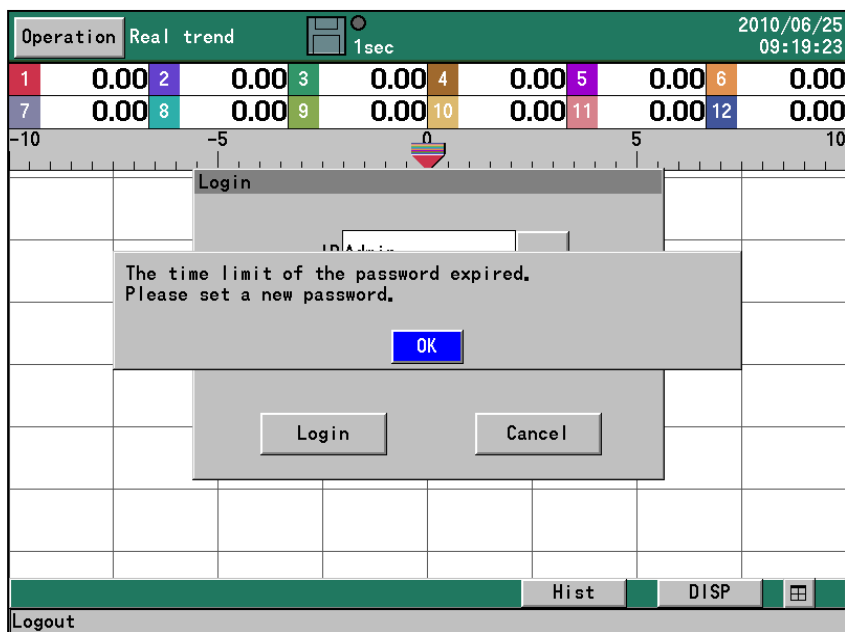 Operation Real trend 1sec 2010/06/25
09:19:23
1 0.00 2 0.00 3 0.00 4 0.00 5 0.00 6 0.00
7 0.00 8 0.00 9 0.00 10 0.00 11 0.00 12 0.00
-10 -5 0 5 10
Login
ID Admin
The time limit of the password expired.
Please set a new password.
OK
Login Cancel
Hist DISP
Logout